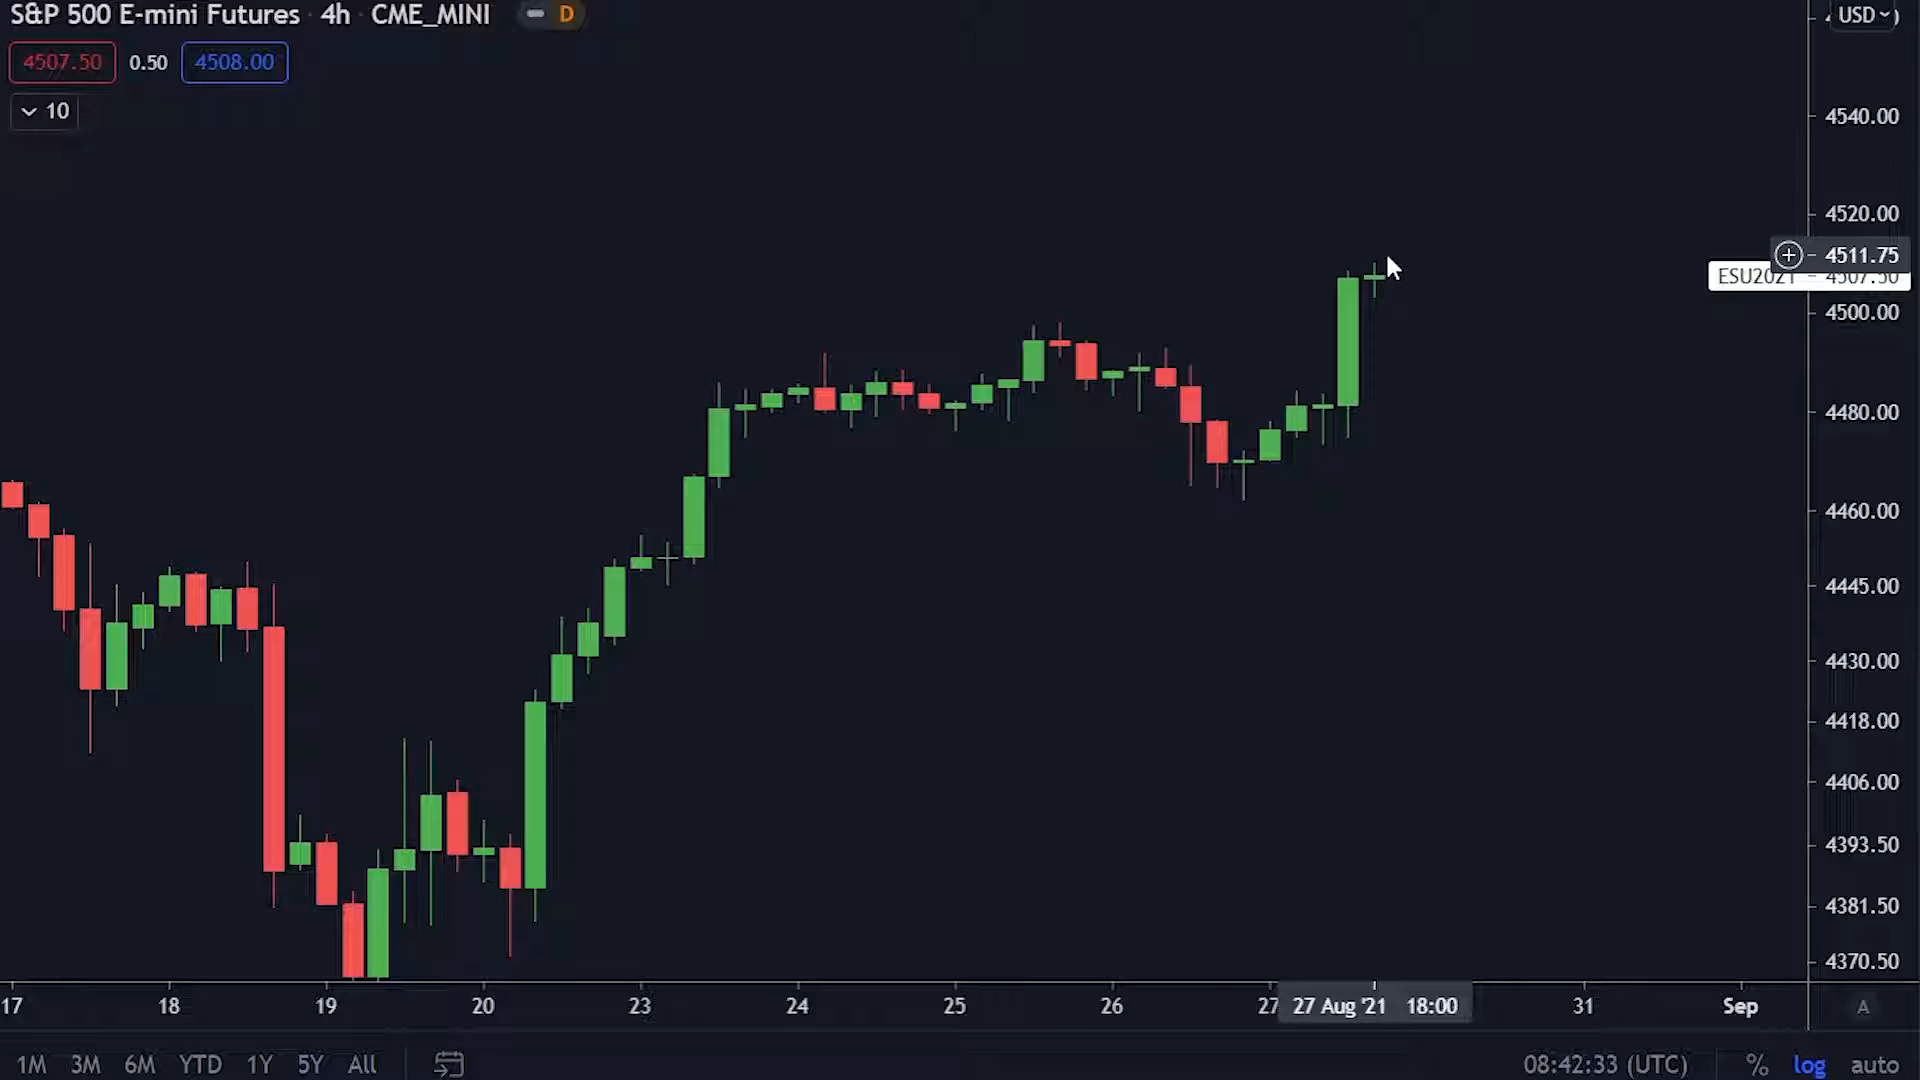 S&P 500 E-mini Futures · 4h · CME_MINI D
USD
4507.50 0.50 4508.00
10
4540.00
4520.00
4511.75
ESU2021 4507.50
4500.00
4480.00
4460.00
4445.00
4430.00
4418.00
4406.00
4393.50
4381.50
4370.50
17 18 19 20 23 24 25 26 27 27 Aug '21 18:00 31 Sep A
1M 3M 6M YTD 1Y 5Y All 08:42:33 (UTC) % log auto